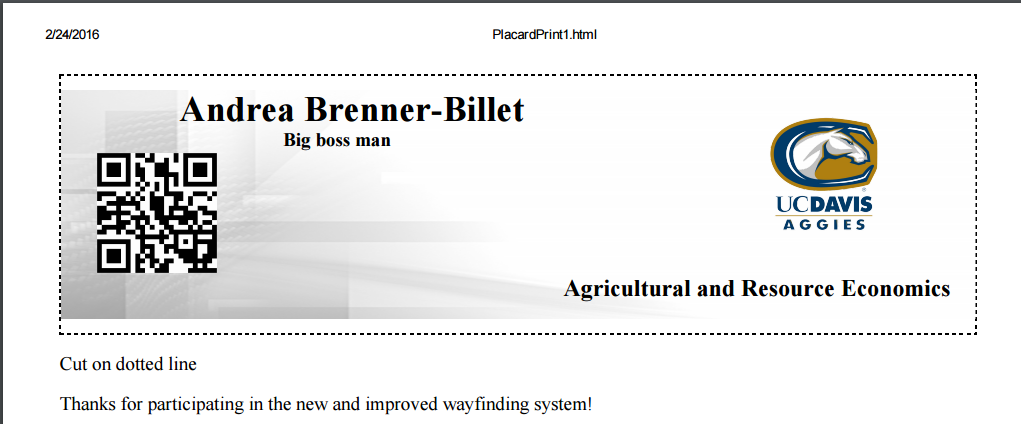 2/24/2016 PlacardPrint1.html
Andrea Brenner-Billet
Big boss man
UCDAVIS
AGGIES
Agricultural and Resource Economics
Cut on dotted line
Thanks for participating in the new and improved wayfinding system!